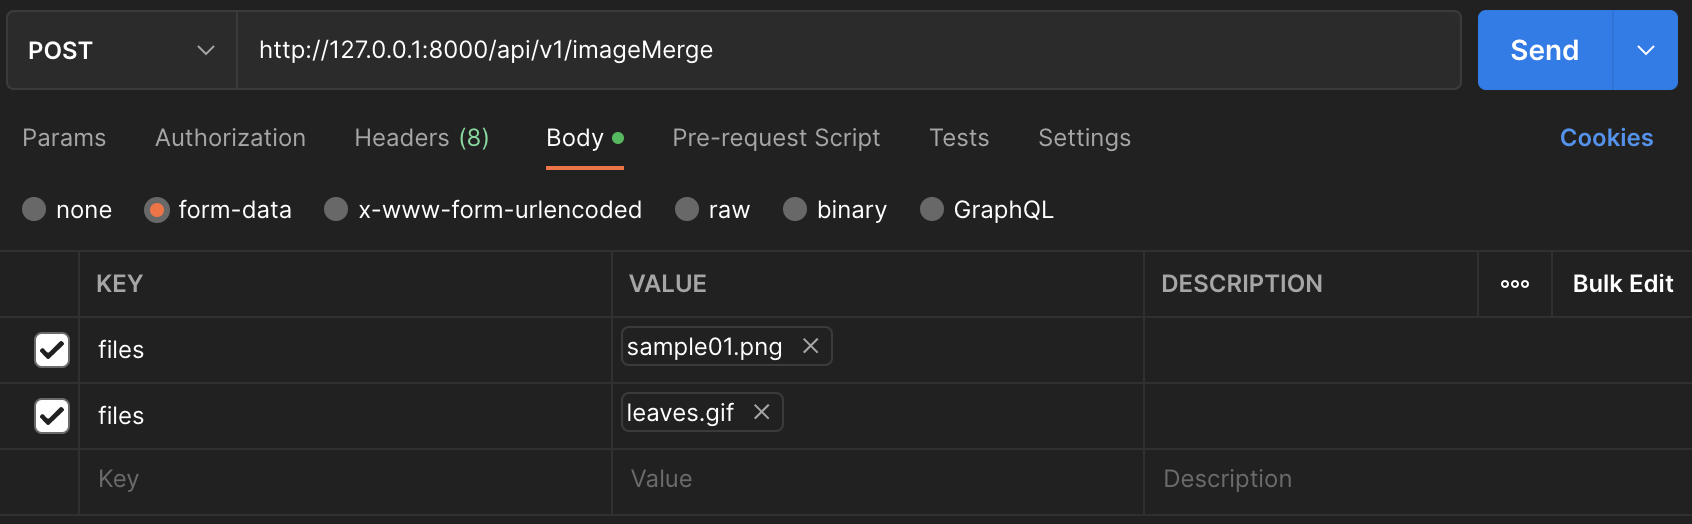 POST http://127.0.0.1:8000/api/v1/imageMerge Send
Params Authorization Headers (8) Body Pre-request Script Tests Settings Cookies
none form-data x-www-form-urlencoded raw binary GraphQL
KEY VALUE DESCRIPTION ooo Bulk Edit
files sample01.png
files leaves.gif
Key Value Description